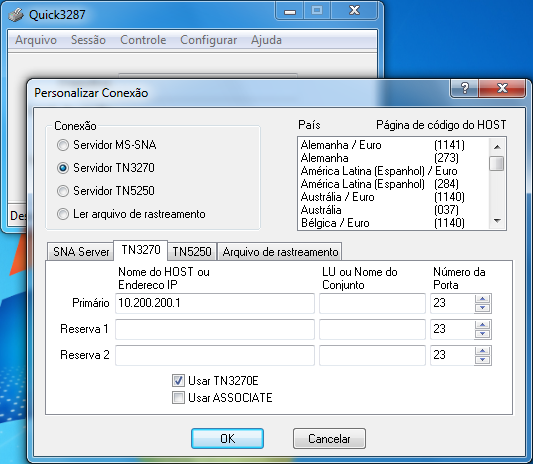 Quick3287
Arquivo Sessão Controle Configurar Ajuda
Personalizar Conexão
Conexão
Servidor MS-SNA
Servidor TN3270
Servidor TN5250
Ler arquivo de rastreamento
País Página de código do HOST
Alemanha / Euro (1141)
Alemanha (273)
América Latina (Espanhol) / Euro
América Latina (Espanhol) (284)
Austrália / Euro (1140)
Austrália (037)
Bélgica / Euro (1140)
SNA Server TN3270 TN5250 Arquivo de rastreamento
Nome do HOST ou
Endereco IP
LU ou Nome do
Conjunto
Número da
Porta
Primário 10.200.200.1 23
Reserva 1 23
Reserva 2 23
Usar TN3270E
Usar ASSOCIATE
OK Cancelar